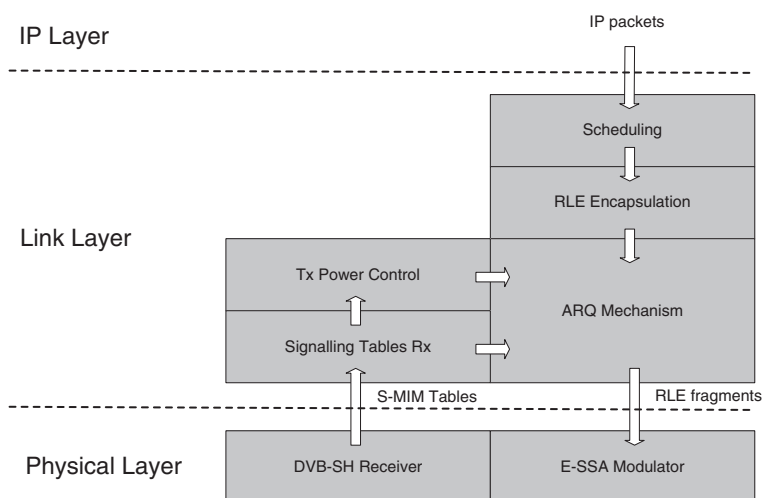 IP packets
IP Layer
Scheduling
RLE Encapsulation
Link Layer
Tx Power Control
ARQ Mechanism
Signalling Tables Rx
S-MIM Tables
RLE fragments
Physical Layer
DVB-SH Receiver
E-SSA Modulator